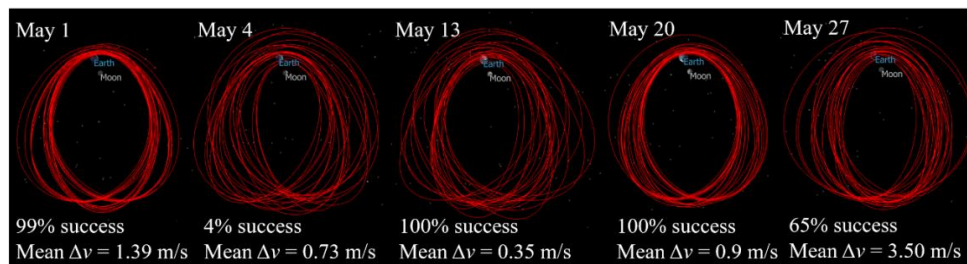 May 1
Earth
Moon
99% success
Mean Δv = 1.39 m/s
May 4
Earth
Moon
4% success
Mean Δv = 0.73 m/s
May 13
Earth
Moon
100% success
Mean Δv = 0.35 m/s
May 20
Earth
Moon
100% success
Mean Δv = 0.9 m/s
May 27
Earth
Moon
65% success
Mean Δv = 3.50 m/s